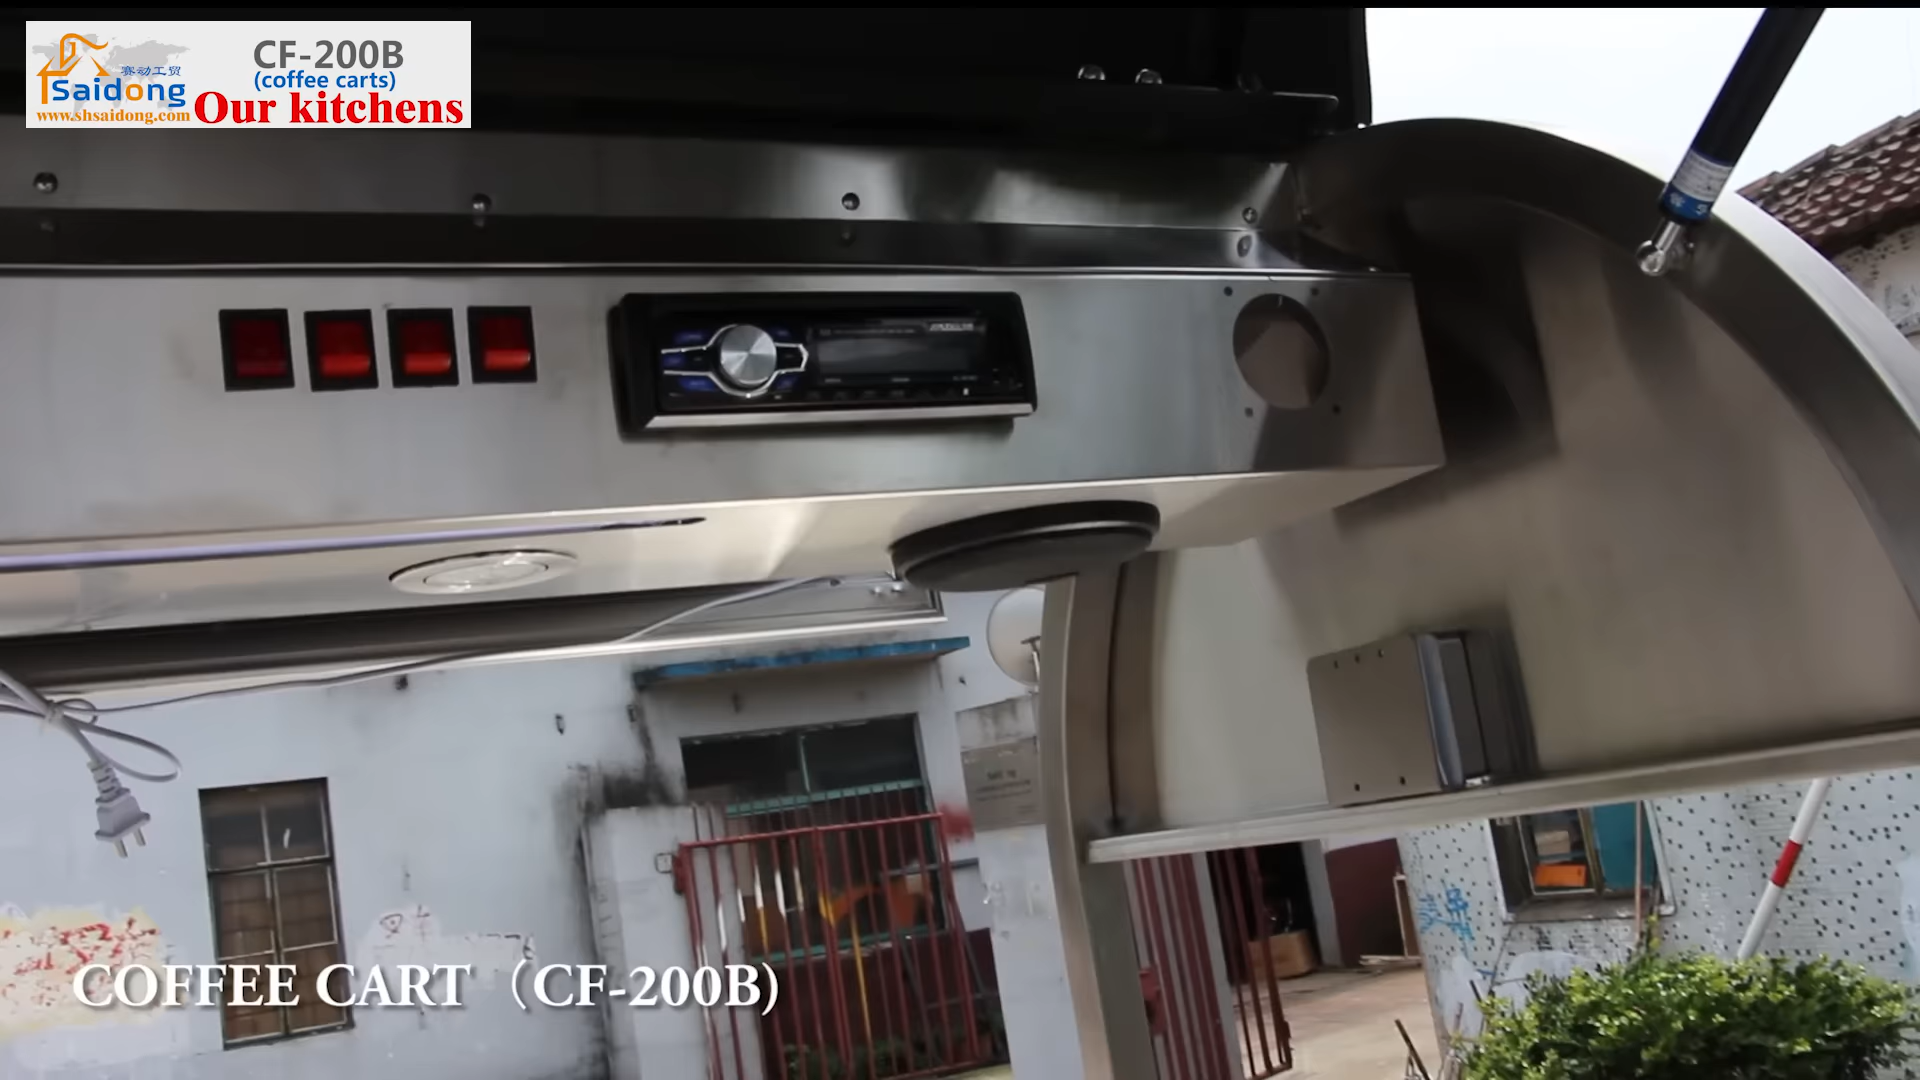 CF-200B
(coffee carts)
赛动工贸
Saidong
www.shsaidong.com
Our kitchens
COFFEE CART（CF-200B)